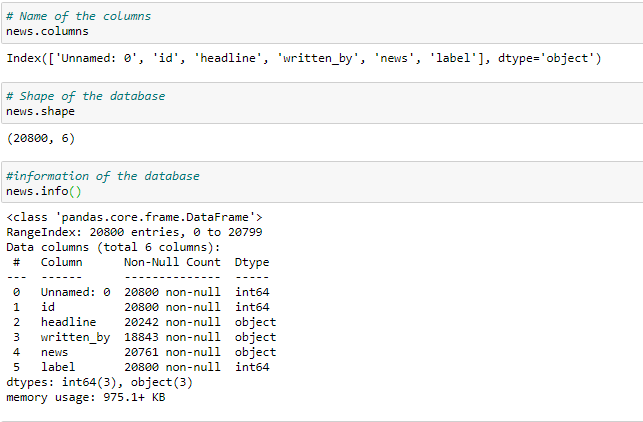 # Name of the columns
news.columns
Index(['Unnamed: 0', 'id', 'headline', 'written_by', 'news', 'label'], dtype='object')
# Shape of the database
news.shape
(20800, 6)
#information of the database
news.info()
<class 'pandas.core.frame.DataFrame'>
RangeIndex: 20800 entries, 0 to 20799
Data columns (total 6 columns):
 #   Column      Non-Null Count  Dtype
---  ------      --------------  -----
 0   Unnamed: 0  20800 non-null  int64
 1   id          20800 non-null  int64
 2   headline    20242 non-null  object
 3   written_by  18843 non-null  object
 4   news        20761 non-null  object
 5   label       20800 non-null  int64
dtypes: int64(3), object(3)
memory usage: 975.1+ KB